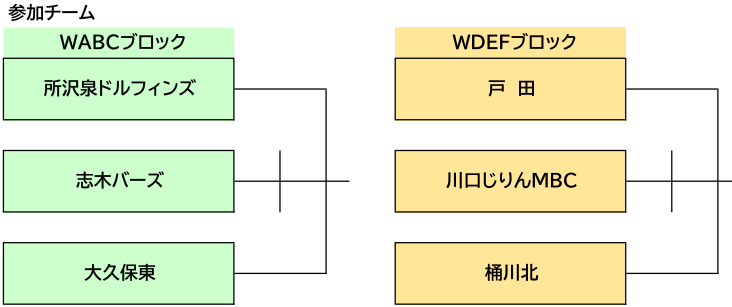 参加チーム
WABCブロック
所沢泉ドルフィンズ
志木バーズ
大久保東
WDEFブロック
戸　田
川口じりんMBC
桶川北